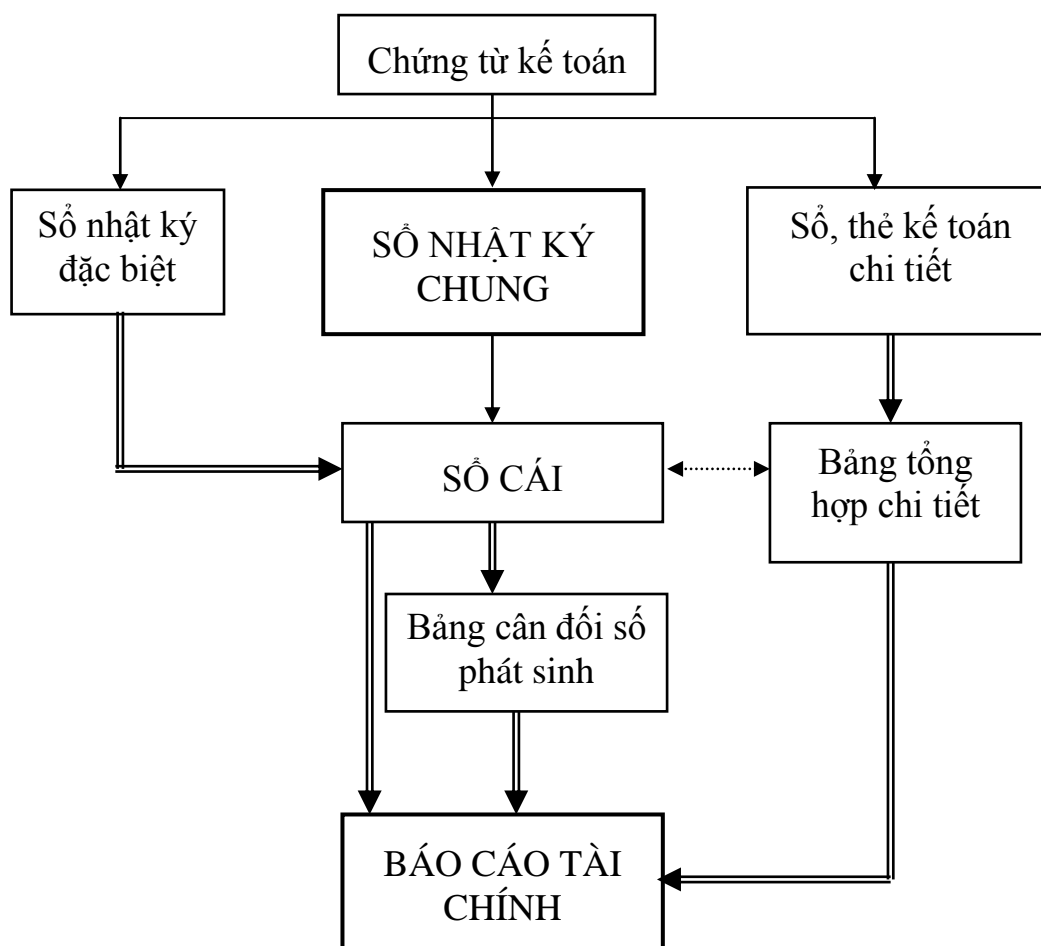 Chứng từ kế toán
Sổ nhật ký
đặc biệt
SỔ NHẬT KÝ
CHUNG
Sổ, thẻ kế toán
chi tiết
SỔ CÁI
Bảng tổng
hợp chi tiết
Bảng cân đối số
phát sinh
BÁO CÁO TÀI
CHÍNH